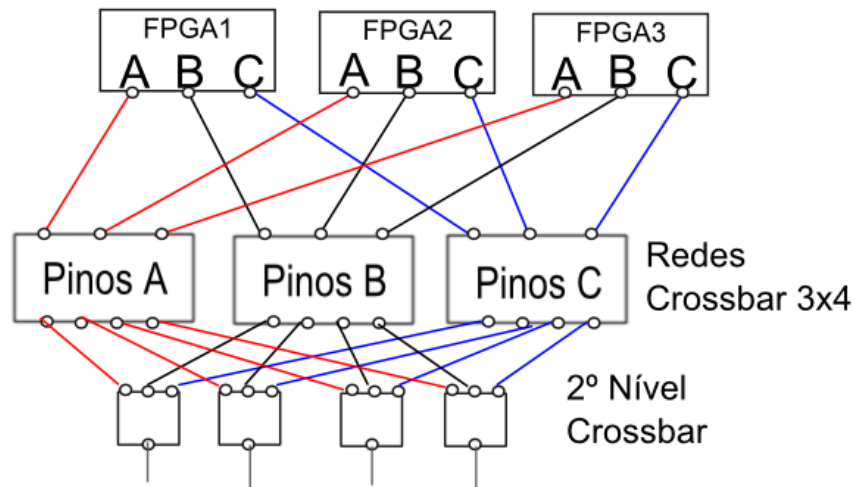 FPGA1
FPGA2
FPGA3
A B C
A B C
A B C
Pinos A
Pinos B
Pinos C
Redes
Crossbar 3x4
2º Nível
Crossbar